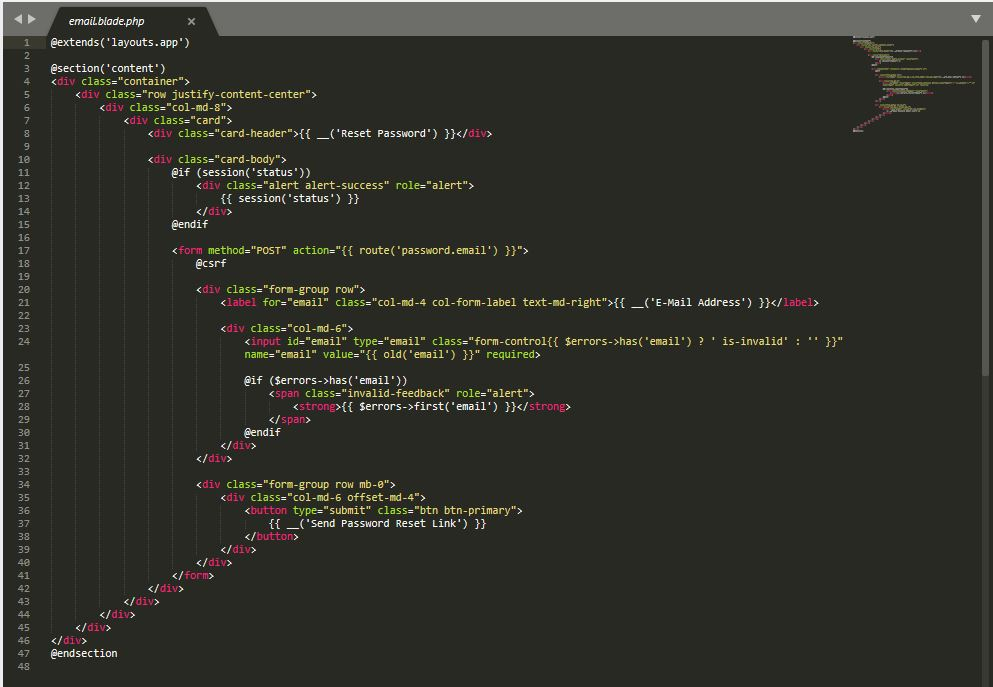 email.blade.php
1 @extends('layouts.app')
2
3 @section('content')
4 <div class="container">
5     <div class="row justify-content-center">
6         <div class="col-md-8">
7             <div class="card">
8                 <div class="card-header">{{ __('Reset Password') }}</div>
9
10                 <div class="card-body">
11                     @if (session('status'))
12                         <div class="alert alert-success" role="alert">
13                             {{ session('status') }}
14                         </div>
15                     @endif
16
17                     <form method="POST" action="{{ route('password.email') }}">
18                         @csrf
19
20                         <div class="form-group row">
21                             <label for="email" class="col-md-4 col-form-label text-md-right">{{ __('E-Mail Address') }}</label>
22
23                             <div class="col-md-6">
24                                 <input id="email" type="email" class="form-control{{ $errors->has('email') ? ' is-invalid' : '' }}"
                                name="email" value="{{ old('email') }}" required>
25
26                                 @if ($errors->has('email'))
27                                     <span class="invalid-feedback" role="alert">
28                                         <strong>{{ $errors->first('email') }}</strong>
29                                     </span>
30                                 @endif
31                             </div>
32                         </div>
33
34                         <div class="form-group row mb-0">
35                             <div class="col-md-6 offset-md-4">
36                                 <button type="submit" class="btn btn-primary">
37                                     {{ __('Send Password Reset Link') }}
38                                 </button>
39                             </div>
40                         </div>
41                     </form>
42                 </div>
43             </div>
44         </div>
45     </div>
46 </div>
47 @endsection
48